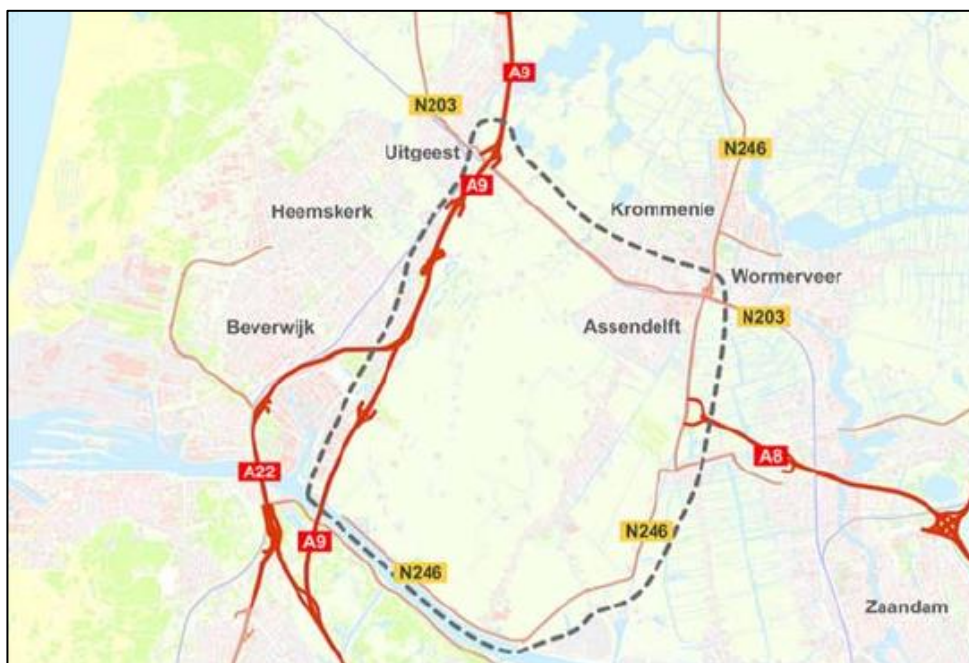 A9
N203
N246
Uitgeest
A9
Heemskerk
Krommenie
Wormerveer
N203
Beverwijk
Assendelft
A8
A22
N246
A9
N246
Zaandam